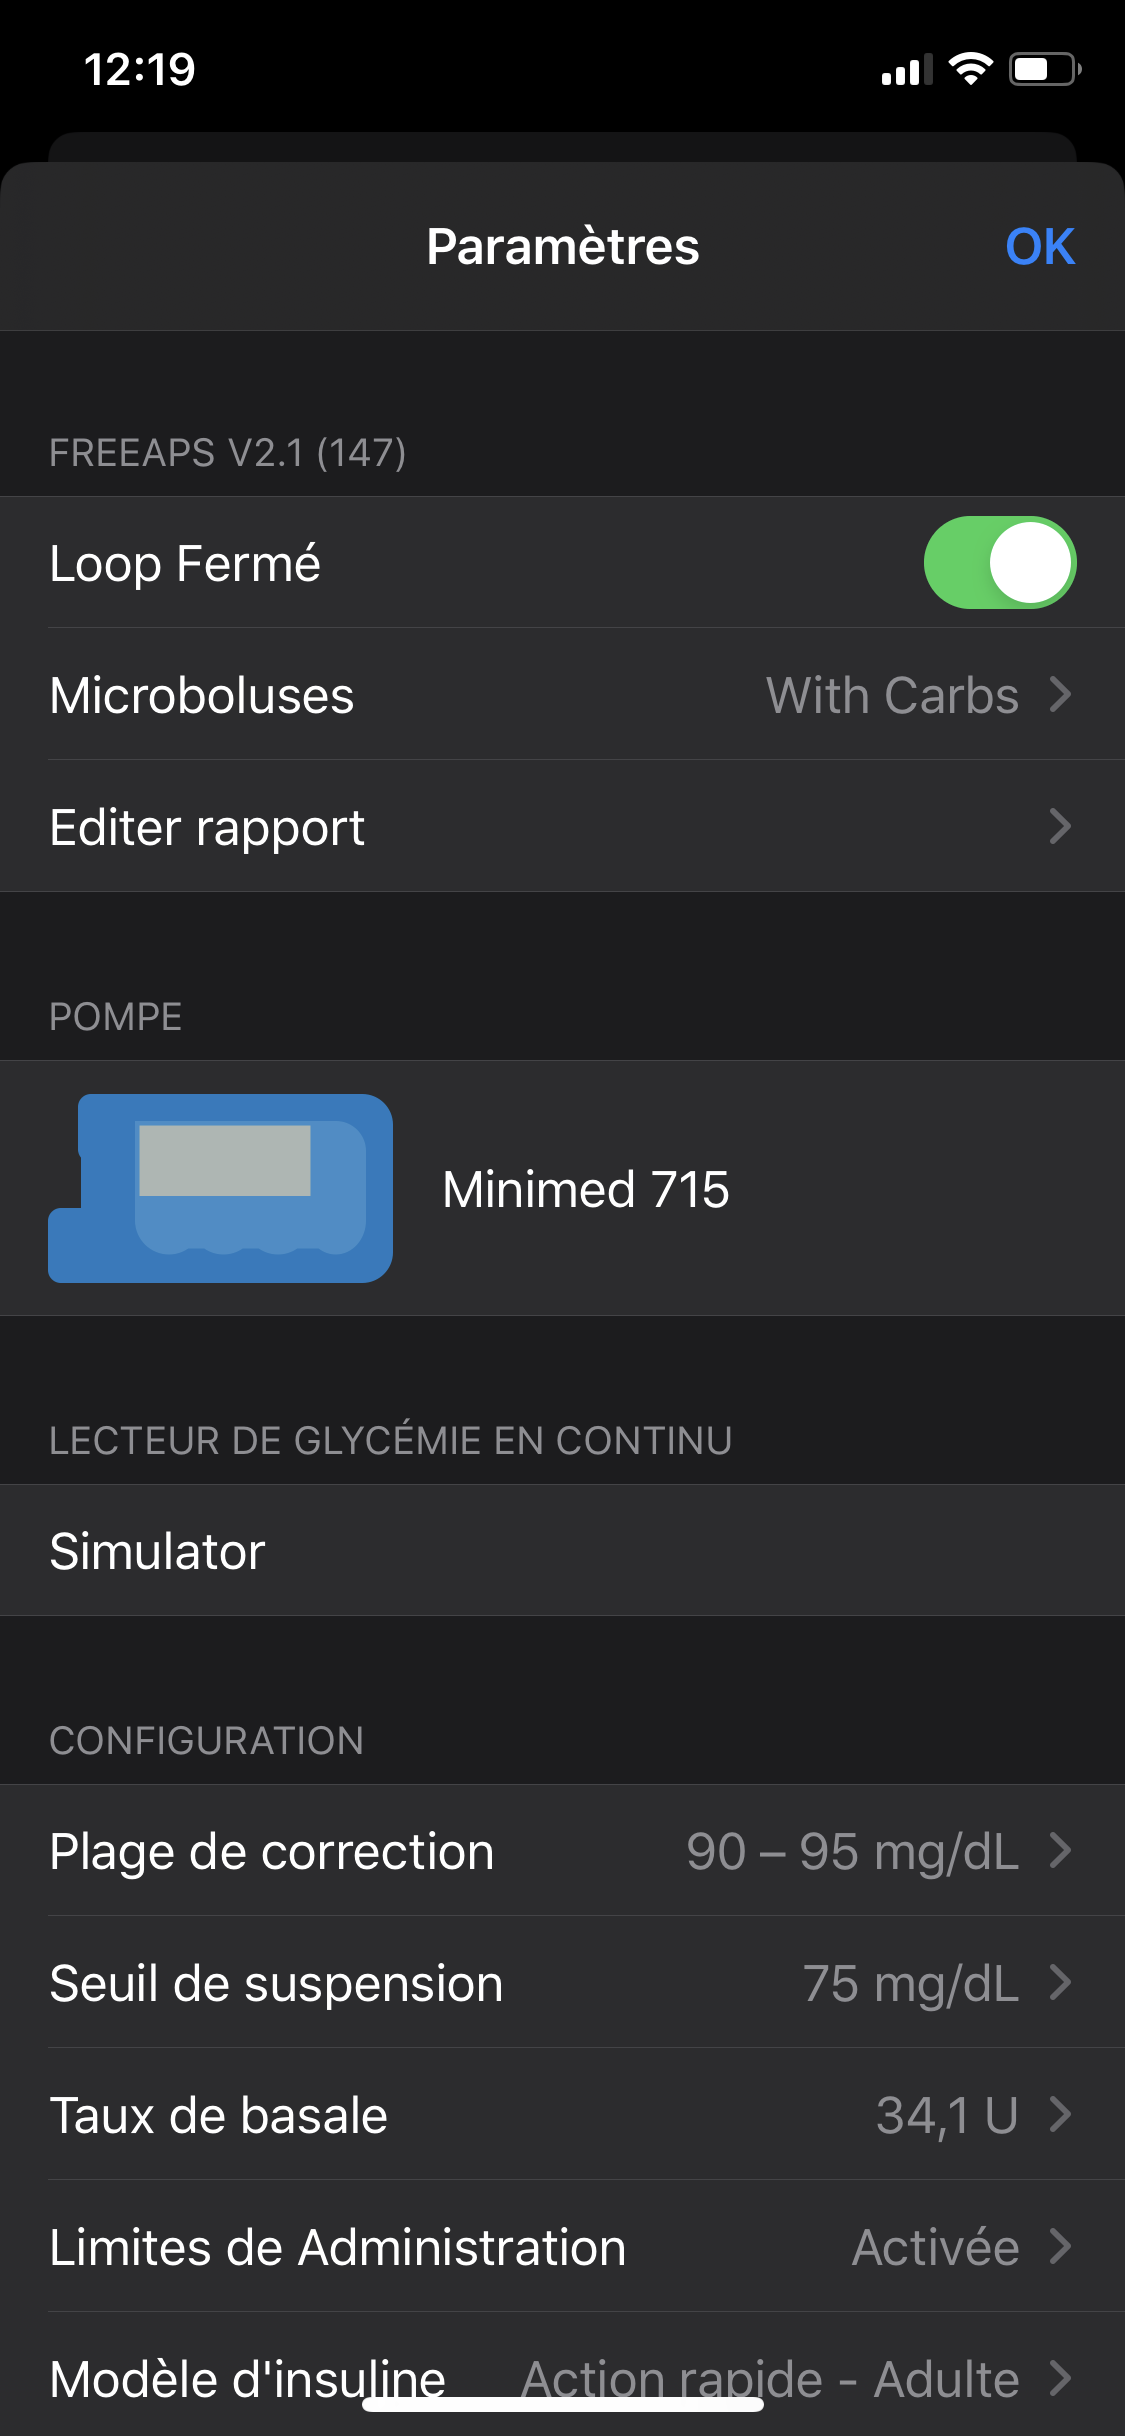 12:19
Paramètres
OK
FREEAPS V2.1 (147)
Loop Fermé
Microboluses With Carbs
Editer rapport
POMPE
Minimed 715
LECTEUR DE GLYCÉMIE EN CONTINU
Simulator
CONFIGURATION
Plage de correction 90 – 95 mg/dL
Seuil de suspension 75 mg/dL
Taux de basale 34,1 U
Limites de Administration Activée
Modèle d'insuline Action rapide - Adulte